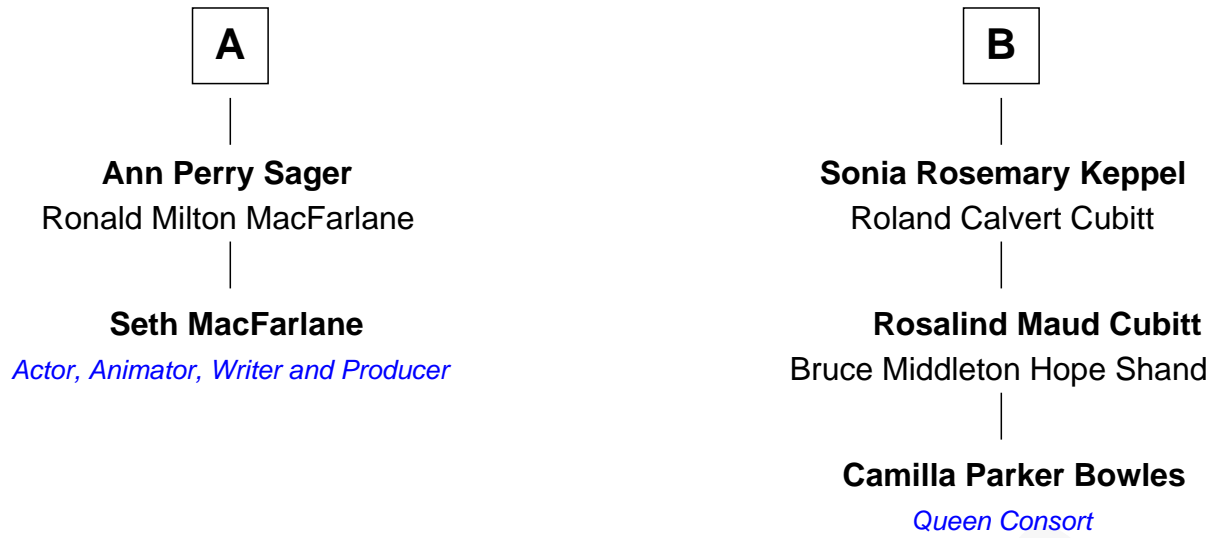 A
Ann Perry Sager
Ronald Milton MacFarlane
Seth MacFarlane
Actor, Animator, Writer and Producer
B
Sonia Rosemary Keppel
Roland Calvert Cubitt
Rosalind Maud Cubitt
Bruce Middleton Hope Shand
Camilla Parker Bowles
Queen Consort